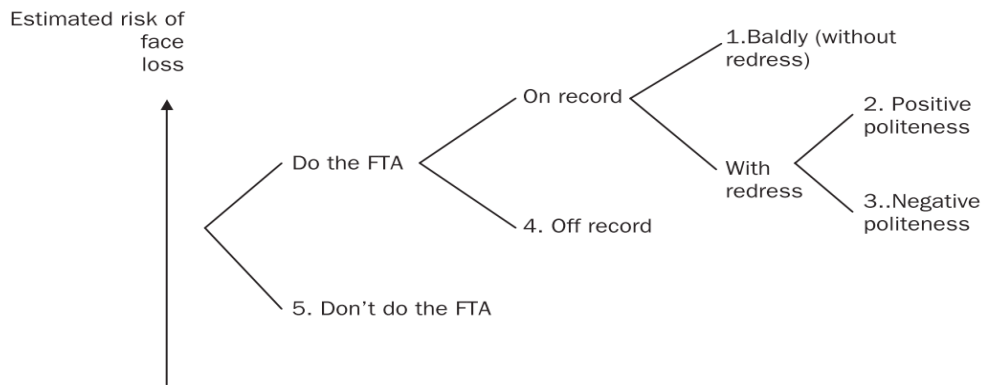 Estimated risk of
face
loss
1.Baldly (without
redress)
On record
2. Positive
politeness
Do the FTA
With
redress
3..Negative
politeness
4. Off record
5. Don't do the FTA